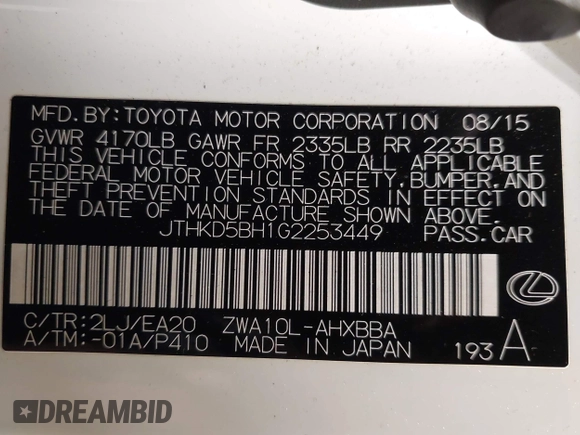 MFD.BY:TOYOTA MOTOR CORPORATION 08/15
GVWR 4170LB GAWR FR 2335LB RR 2235LB
THIS VEHICLE CONFORMS TO ALL APPLICABLE
FEDERAL MOTOR VEHICLE SAFETY,BUMPER,AND
THEFT PREVENTION STANDARDS IN EFFECT ON
THE DATE OF MANUFACTURE SHOWN ABOVE.
JTHKD5BH1G2253449 PASS.CAR
C/TR:2LJ/EA20 ZWA10L-AHXBBA
A/TM:-01A/P410 MADE IN JAPAN 193 A
DREAMBID